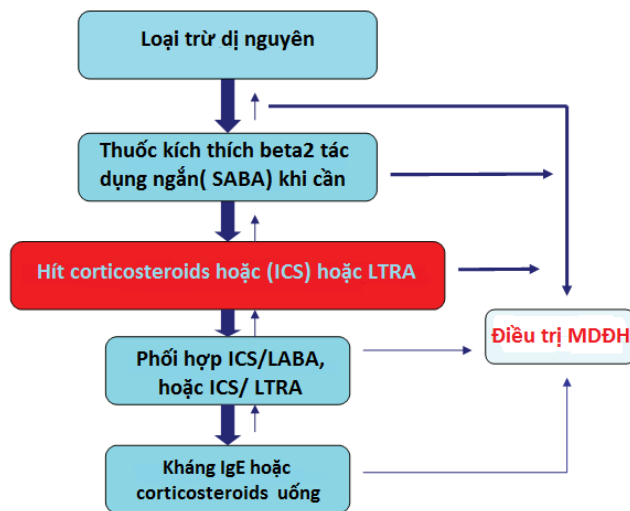 Loại trừ dị nguyên
Thuốc kích thích beta2 tác
dụng ngắn( SABA) khi cần
Hít corticosteroids hoặc (ICS) hoặc LTRA
Phối hợp ICS/LABA,
hoặc ICS/ LTRA
Điều trị MDĐH
Kháng IgE hoặc
corticosteroids uống